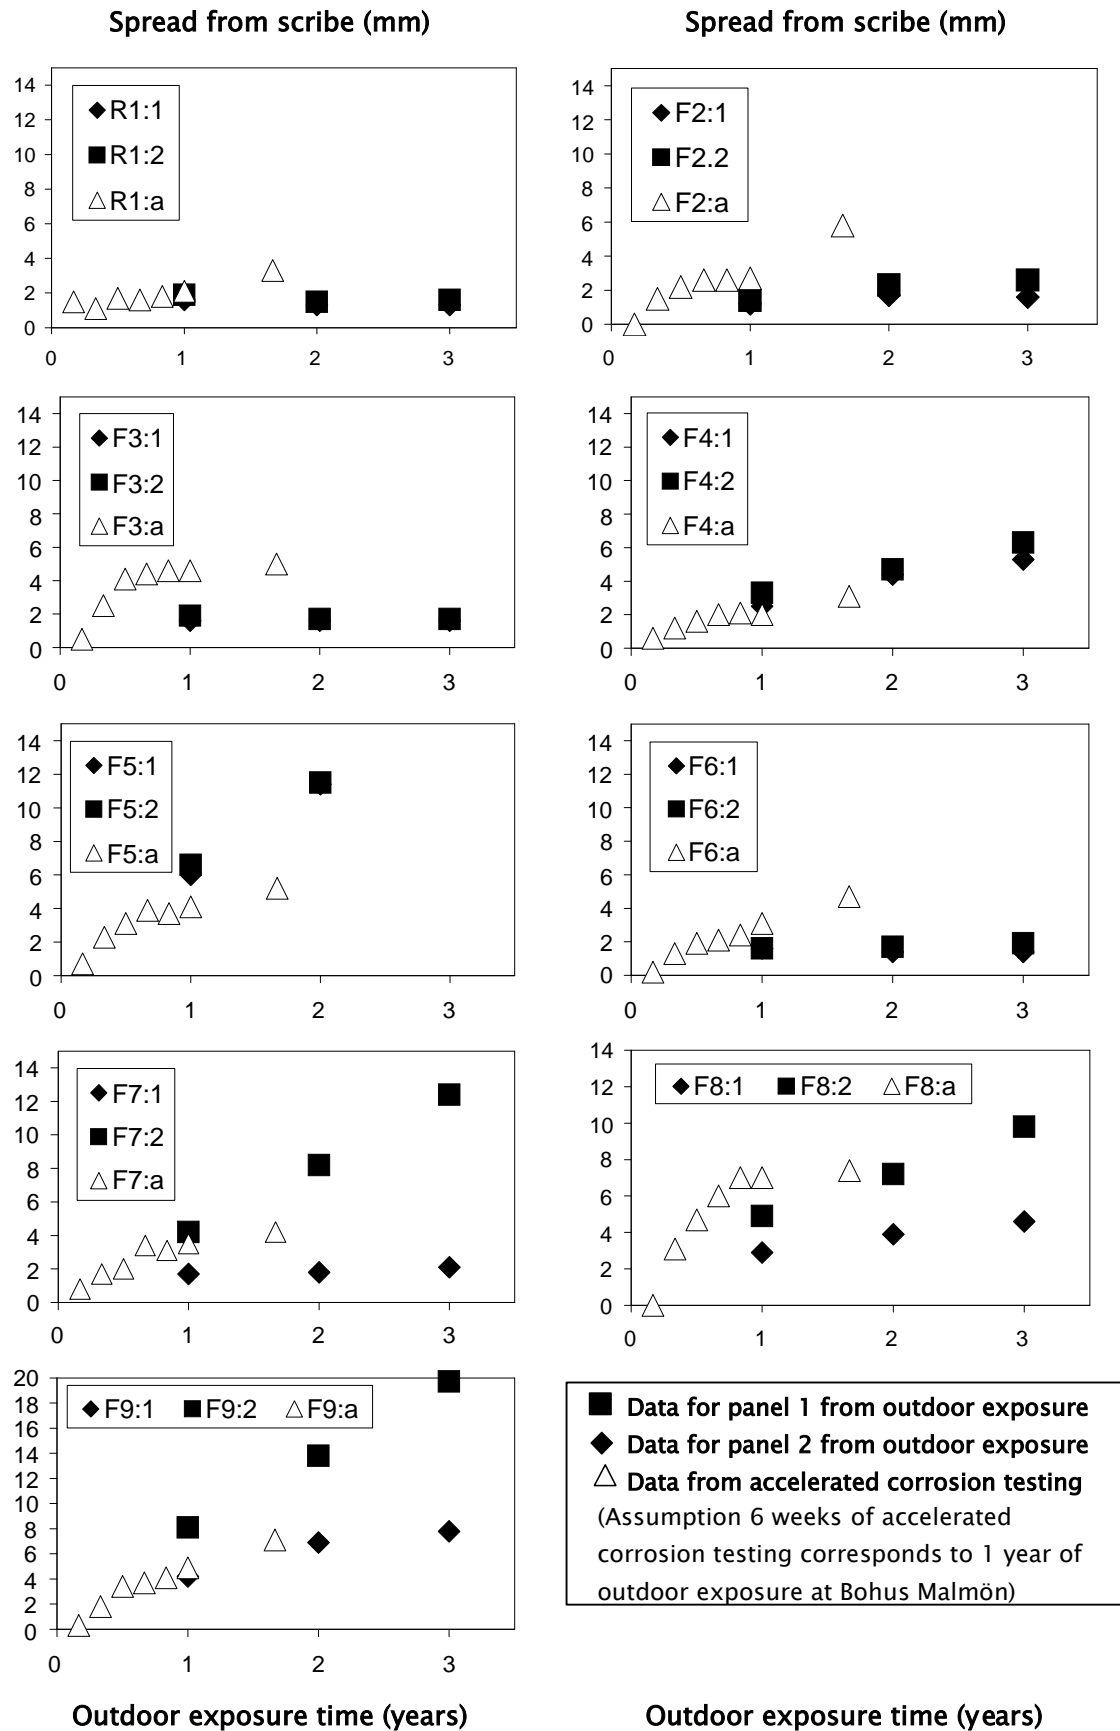 Spread from scribe (mm)
Spread from scribe (mm)
14
12
10
8
6
4
2
0
R1:1
R1:2
R1:a
0 1 2 3
14
12
10
8
6
4
2
0
F2:1
F2.2
F2:a
0 1 2 3
14
12
10
8
6
4
2
0
F3:1
F3:2
F3:a
0 1 2 3
14
12
10
8
6
4
2
0
F4:1
F4:2
F4:a
0 1 2 3
14
12
10
8
6
4
2
0
F5:1
F5:2
F5:a
0 1 2 3
14
12
10
8
6
4
2
0
F6:1
F6:2
F6:a
0 1 2 3
14
12
10
8
6
4
2
0
F7:1
F7:2
F7:a
0 1 2 3
14
12
10
8
6
4
2
0
F8:1 F8:2 F8:a
0 1 2 3
20
18
16
14
12
10
8
6
4
2
0
F9:1 F9:2 F9:a
0 1 2 3
Data for panel 1 from outdoor exposure
Data for panel 2 from outdoor exposure
Data from accelerated corrosion testing
(Assumption 6 weeks of accelerated
corrosion testing corresponds to 1 year of
outdoor exposure at Bohus Malmön)
Outdoor exposure time (years)
Outdoor exposure time (years)